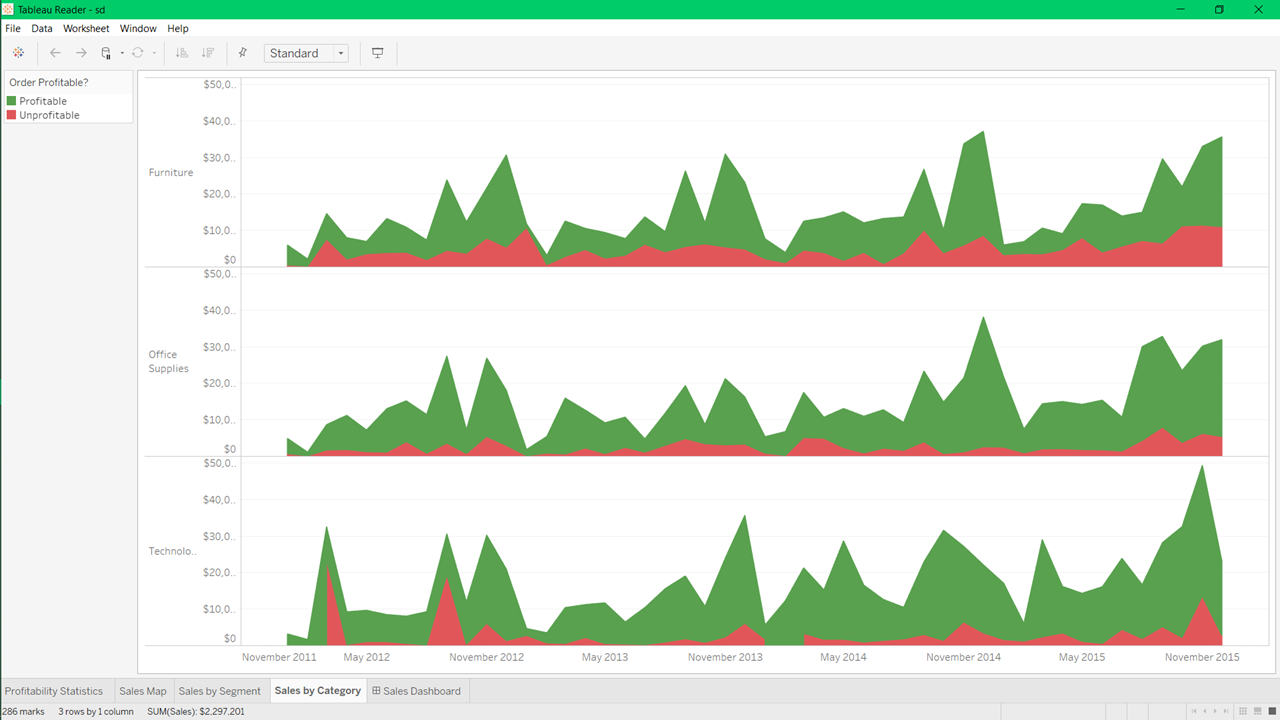 Tableau Reader - sd
File Data Worksheet Window Help
Standard
Order Profitable?
Profitable
Unprofitable
$50,0..
$40,0..
$30,0..
Furniture
$20,0..
$10,0..
$0
$50,0..
$40,0..
$30,0..
Office
Supplies
$20,0..
$10,0..
$0
$50,0..
$40,0..
$30,0..
Technolo..
$20,0..
$10,0..
$0
November 2011 May 2012 November 2012 May 2013 November 2013 May 2014 November 2014 May 2015 November 2015
Profitability Statistics Sales Map Sales by Segment Sales by Category Sales Dashboard
286 marks 3 rows by 1 column SUM(Sales): $2,297,201